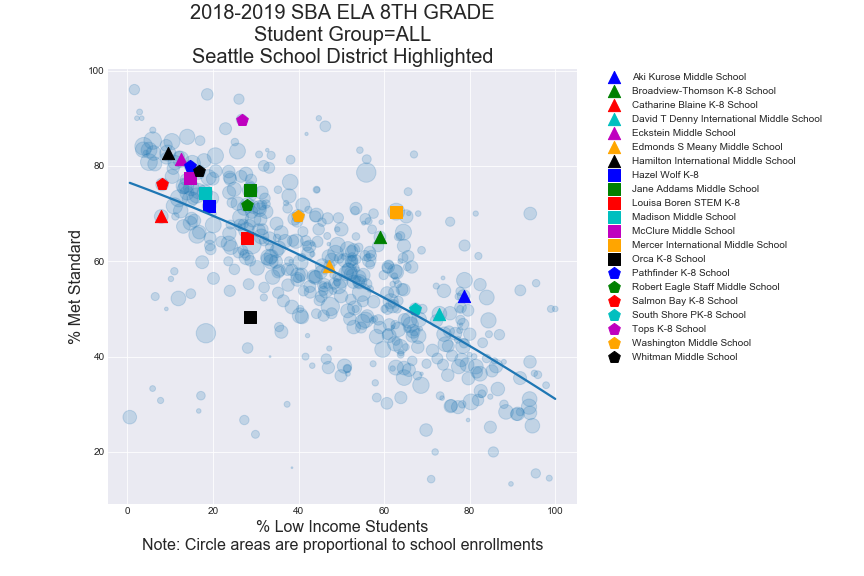 2018-2019 SBA ELA 8TH GRADE
Student Group=ALL
Seattle School District Highlighted
% Met Standard
100
80
60
40
20
0
20
40
60
80
100
% Low Income Students
Note: Circle areas are proportional to school enrollments
Aki Kurose Middle School
Broadview-Thomson K-8 School
Catharine Blaine K-8 School
David T Denny International Middle School
Eckstein Middle School
Edmonds S Meany Middle School
Hamilton International Middle School
Hazel Wolf K-8
Jane Addams Middle School
Louisa Boren STEM K-8
Madison Middle School
McClure Middle School
Mercer International Middle School
Orca K-8 School
Pathfinder K-8 School
Robert Eagle Staff Middle School
Salmon Bay K-8 School
South Shore PK-8 School
Tops K-8 School
Washington Middle School
Whitman Middle School